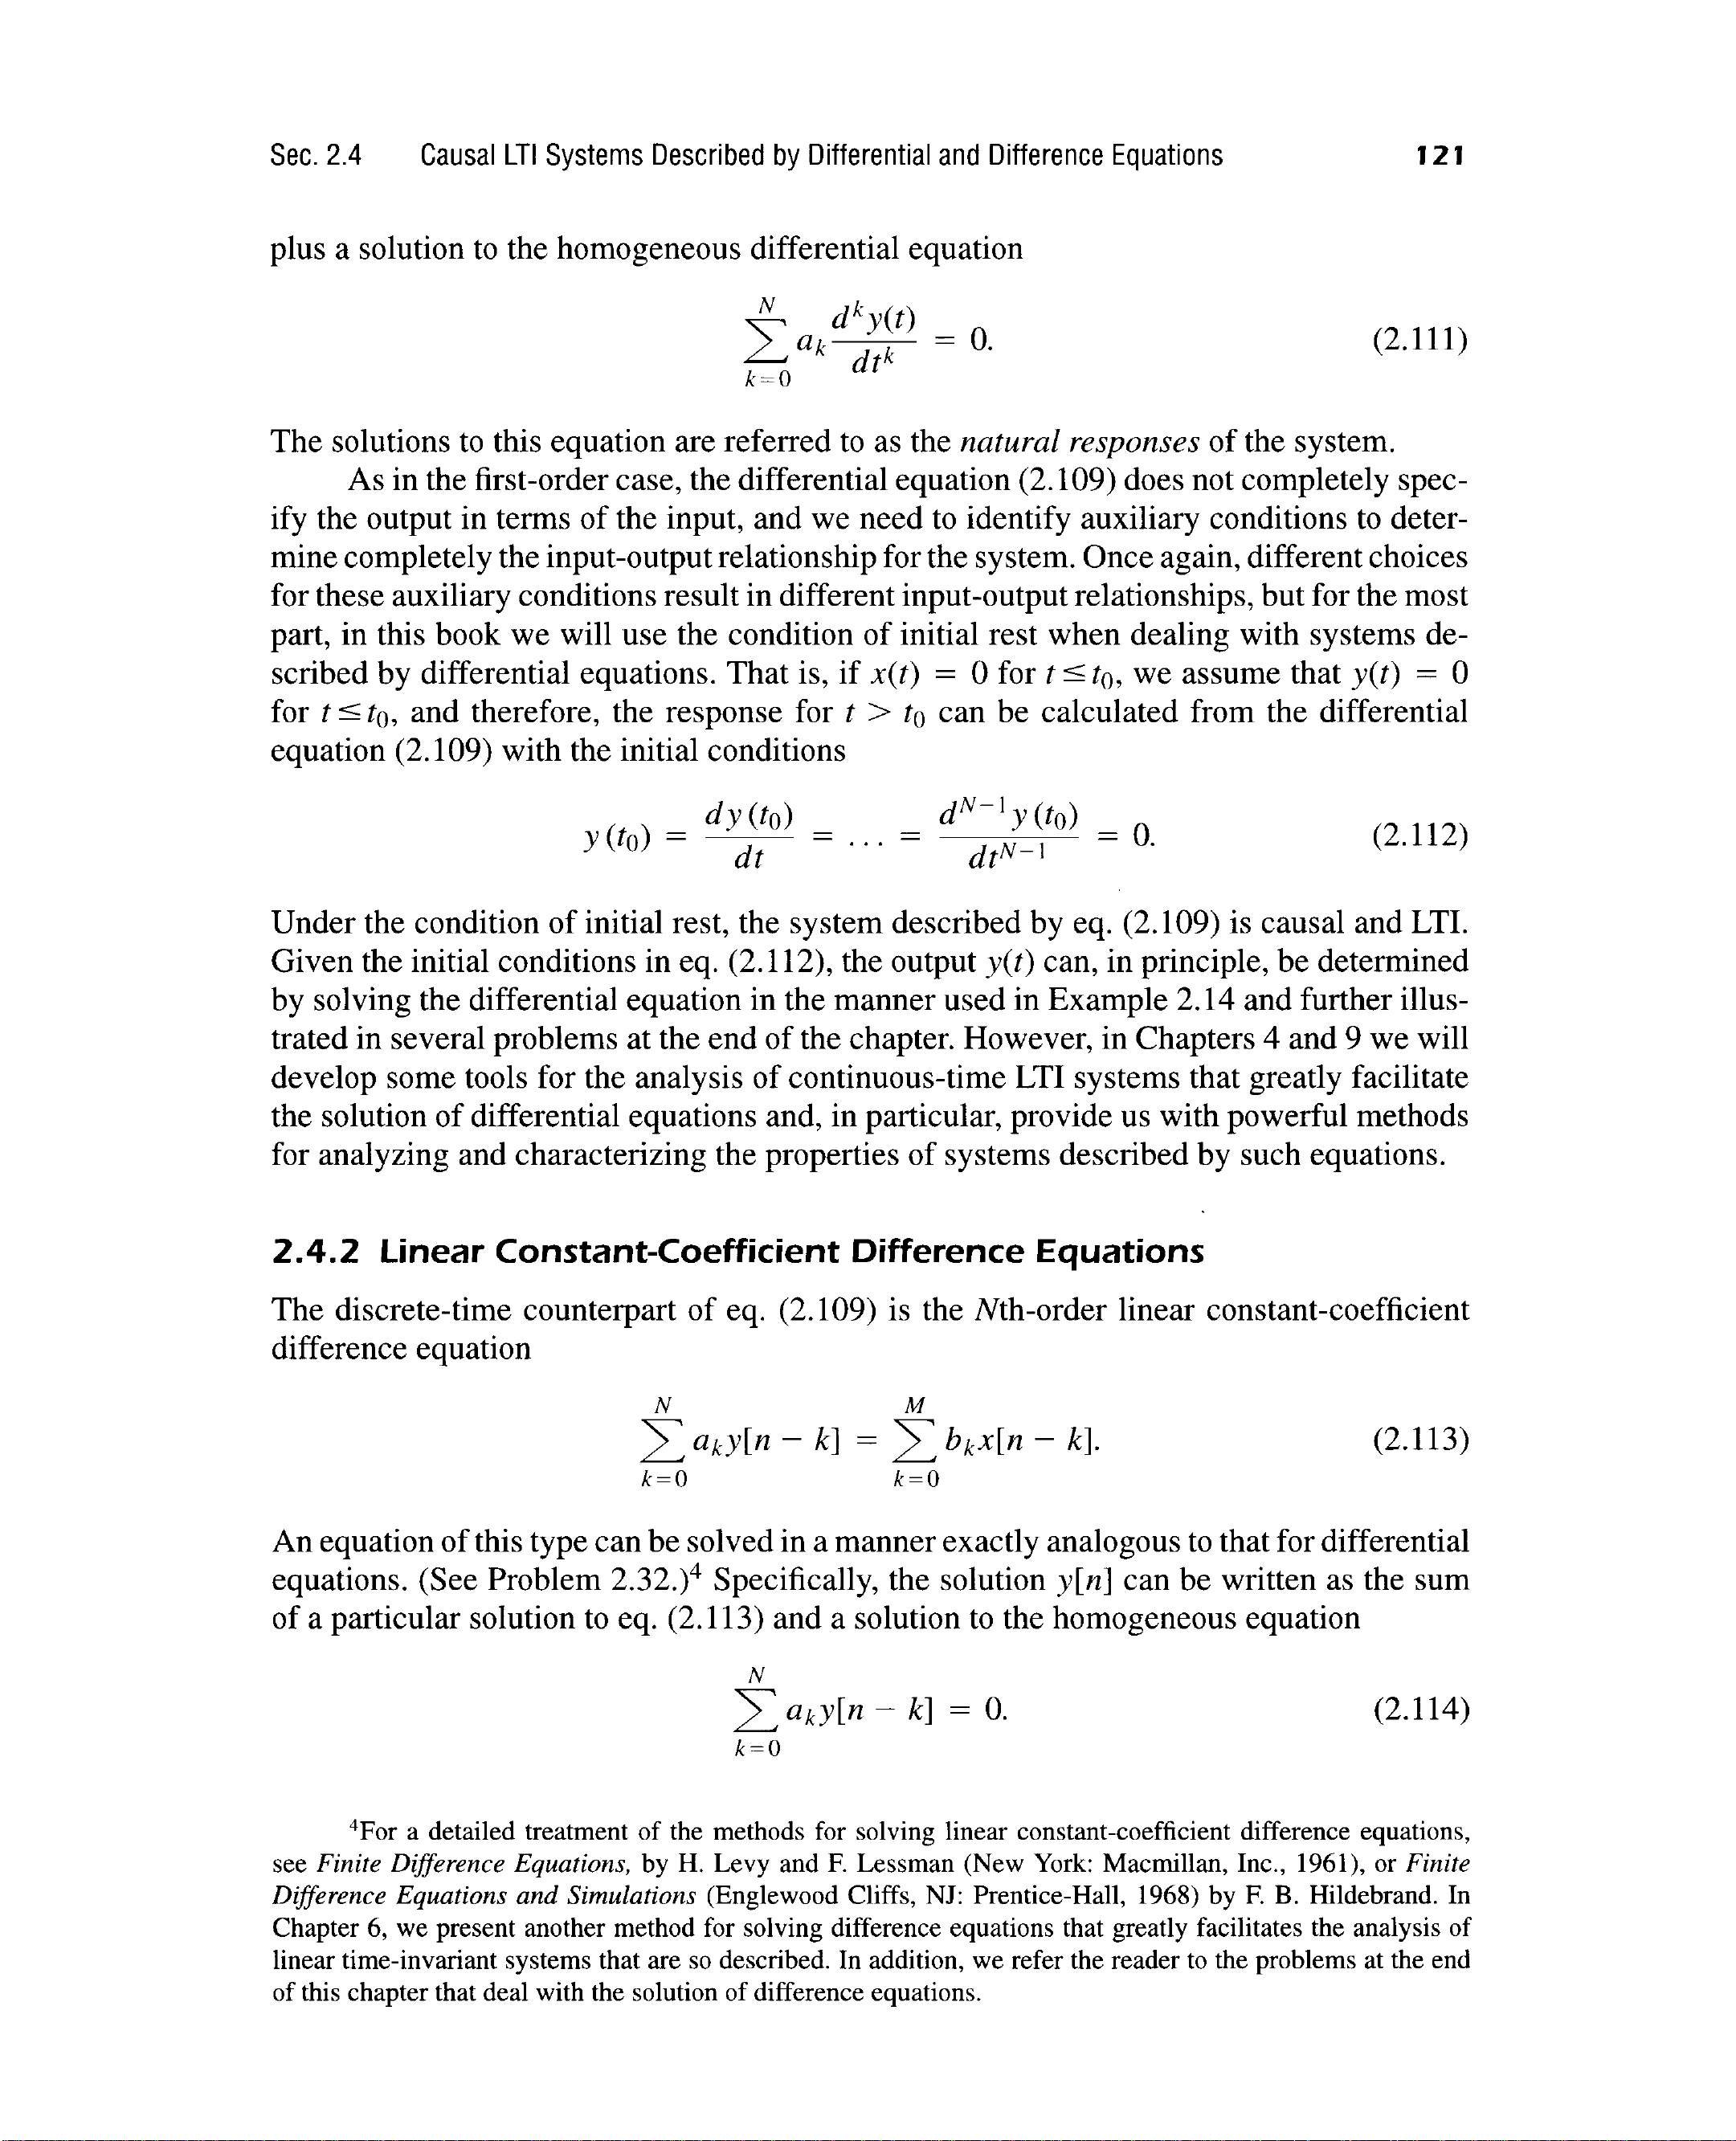 Sec. 2.4 Causal LTI Systems Described by Differential and Difference Equations 121
plus a solution to the homogeneous differential equation
$$\sum_{k=0}^{N} a_k \frac{d^k y(t)}{dt^k} = 0. \quad (2.111)$$
The solutions to this equation are referred to as the natural responses of the system.
As in the first-order case, the differential equation (2.109) does not completely spec-
ify the output in terms of the input, and we need to identify auxiliary conditions to deter-
mine completely the input-output relationship for the system. Once again, different choices
for these auxiliary conditions result in different input-output relationships, but for the most
part, in this book we will use the condition of initial rest when dealing with systems de-
scribed by differential equations. That is, if x(t) = 0 for t ≤ t₀, we assume that y(t) = 0
for t ≤ t₀, and therefore, the response for t > t₀ can be calculated from the differential
equation (2.109) with the initial conditions
$$y(t_0) = \frac{dy(t_0)}{dt} = \ldots = \frac{d^{N-1}y(t_0)}{dt^{N-1}} = 0. \quad (2.112)$$
Under the condition of initial rest, the system described by eq. (2.109) is causal and LTI.
Given the initial conditions in eq. (2.112), the output y(t) can, in principle, be determined
by solving the differential equation in the manner used in Example 2.14 and further illus-
trated in several problems at the end of the chapter. However, in Chapters 4 and 9 we will
develop some tools for the analysis of continuous-time LTI systems that greatly facilitate
the solution of differential equations and, in particular, provide us with powerful methods
for analyzing and characterizing the properties of systems described by such equations.
2.4.2 Linear Constant-Coefficient Difference Equations
The discrete-time counterpart of eq. (2.109) is the Nth-order linear constant-coefficient
difference equation
$$\sum_{k=0}^{N} a_k y[n-k] = \sum_{k=0}^{M} b_k x[n-k]. \quad (2.113)$$
An equation of this type can be solved in a manner exactly analogous to that for differential
equations. (See Problem 2.32.)⁴ Specifically, the solution y[n] can be written as the sum
of a particular solution to eq. (2.113) and a solution to the homogeneous equation
$$\sum_{k=0}^{N} a_k y[n-k] = 0. \quad (2.114)$$
⁴For a detailed treatment of the methods for solving linear constant-coefficient difference equations,
see Finite Difference Equations, by H. Levy and F. Lessman (New York: Macmillan, Inc., 1961), or Finite
Difference Equations and Simulations (Englewood Cliffs, NJ: Prentice-Hall, 1968) by F. B. Hildebrand. In
Chapter 6, we present another method for solving difference equations that greatly facilitates the analysis of
linear time-invariant systems that are so described. In addition, we refer the reader to the problems at the end
of this chapter that deal with the solution of difference equations.